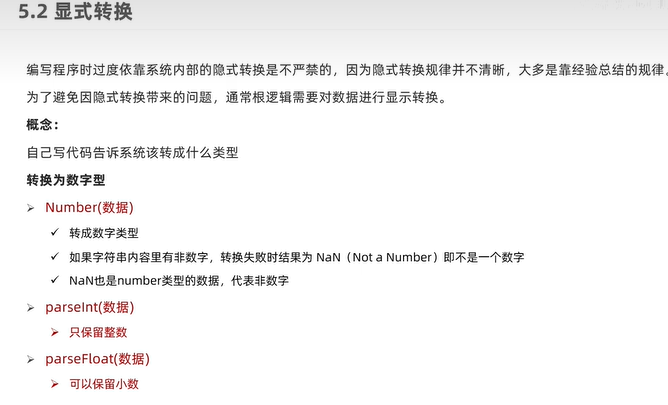 5.2 显式转换
编写程序时过度依靠系统内部的隐式转换是不严禁的，因为隐式转换规律并不清晰，大多是靠经验总结的规律。
为了避免因隐式转换带来的问题，通常根逻辑需要对数据进行显示转换。
概念：
自己写代码告诉系统该转成什么类型
转换为数字型
➢ Number(数据)
✓ 转成数字类型
✓ 如果字符串内容里有非数字，转换失败时结果为 NaN（Not a Number）即不是一个数字
✓ NaN也是number类型的数据，代表非数字
➢ parseInt(数据)
➢ 只保留整数
➢ parseFloat(数据)
➢ 可以保留小数